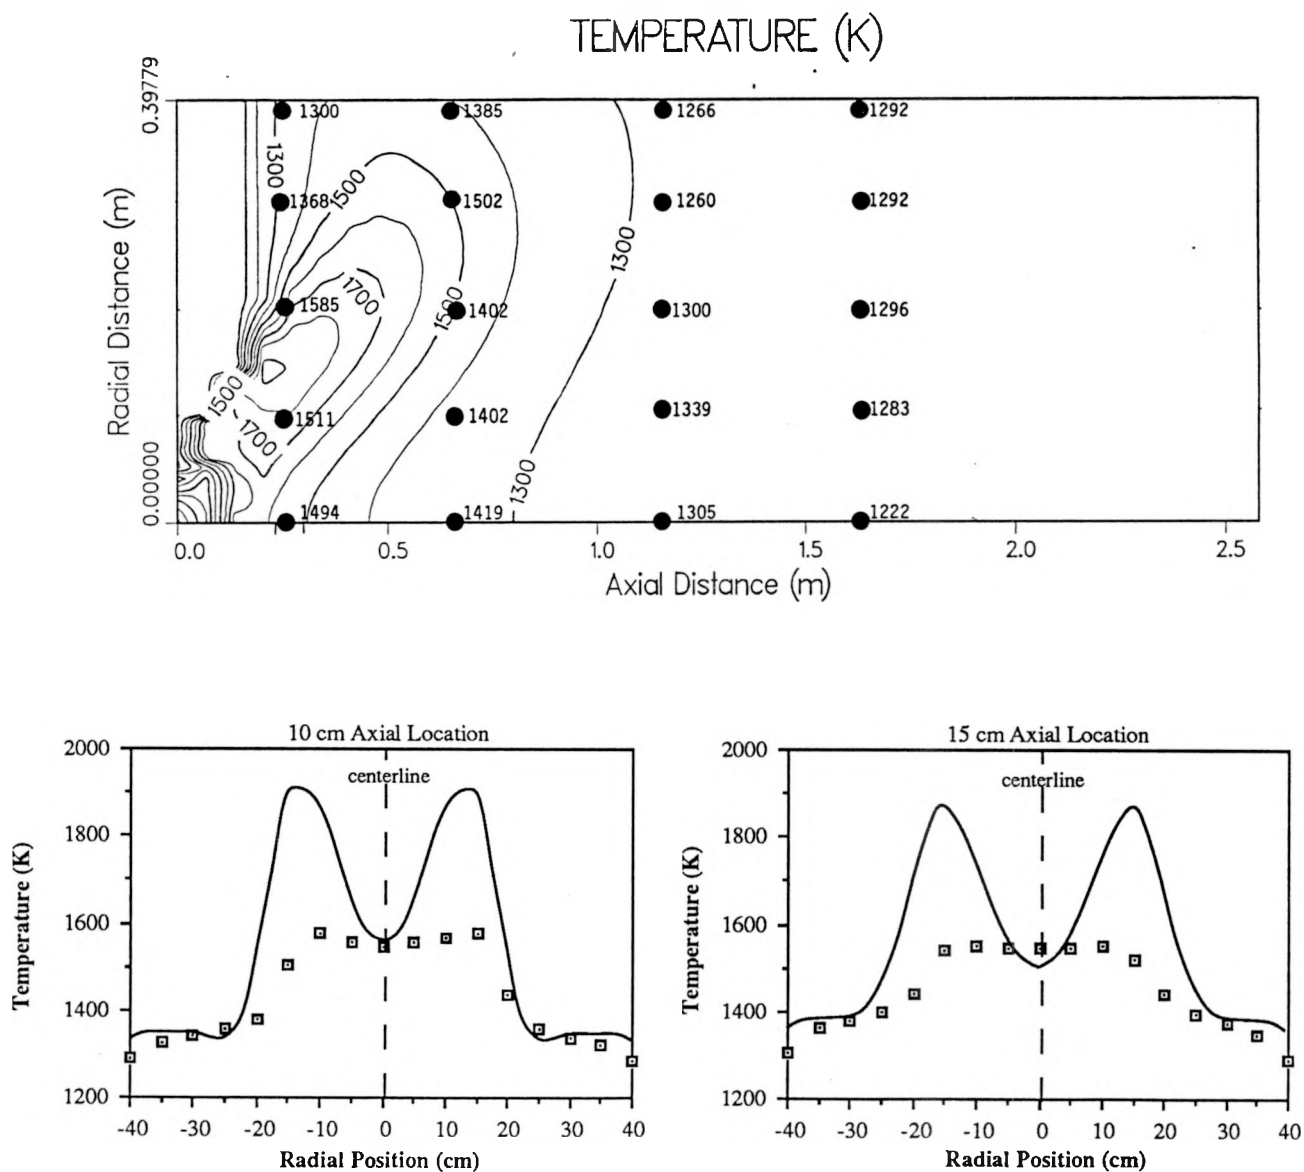 TEMPERATURE (K)
0.39779
Radial Distance (m)
0.00000
1300 1385 1266 1292
1300
1368 1500 1502 1260 1292
1300
1585 1700 1500 1402 1300 1296
1500
1511 1402 1339 1283
1700
1300
1494 1419 1305 1222
0.0 0.5 1.0 1.5 2.0 2.5
Axial Distance (m)
10 cm Axial Location
centerline
Temperature (K)
2000
1800
1600
1400
1200
-40 -30 -20 -10 0 10 20 30 40
Radial Position (cm)
15 cm Axial Location
centerline
Temperature (K)
2000
1800
1600
1400
1200
-40 -30 -20 -10 0 10 20 30 40
Radial Position (cm)